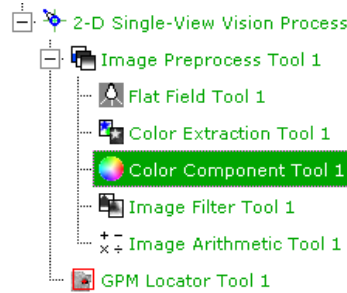 2-D Single-View Vision Process
Image Preprocess Tool 1
Flat Field Tool 1
Color Extraction Tool 1
Color Component Tool 1
Image Filter Tool 1
Image Arithmetic Tool 1
GPM Locator Tool 1